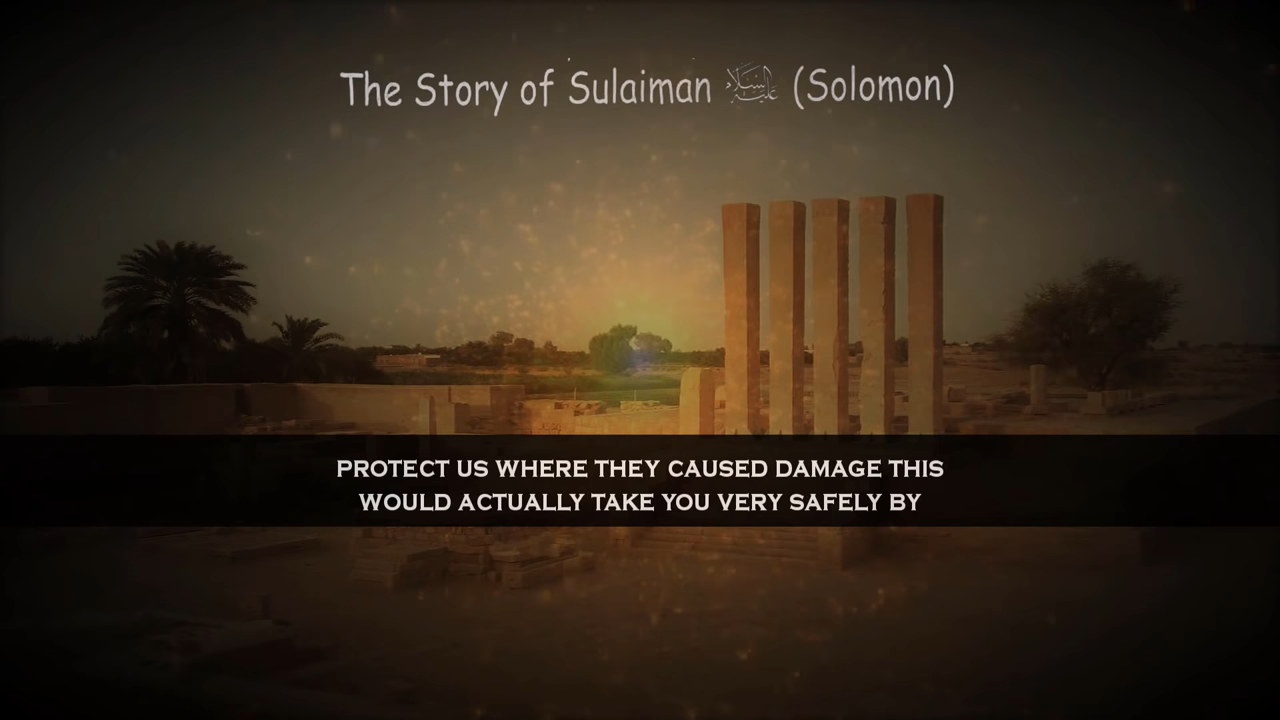 The Story of Sulaiman عليه السلام (Solomon)
PROTECT US WHERE THEY CAUSED DAMAGE THIS
WOULD ACTUALLY TAKE YOU VERY SAFELY BY